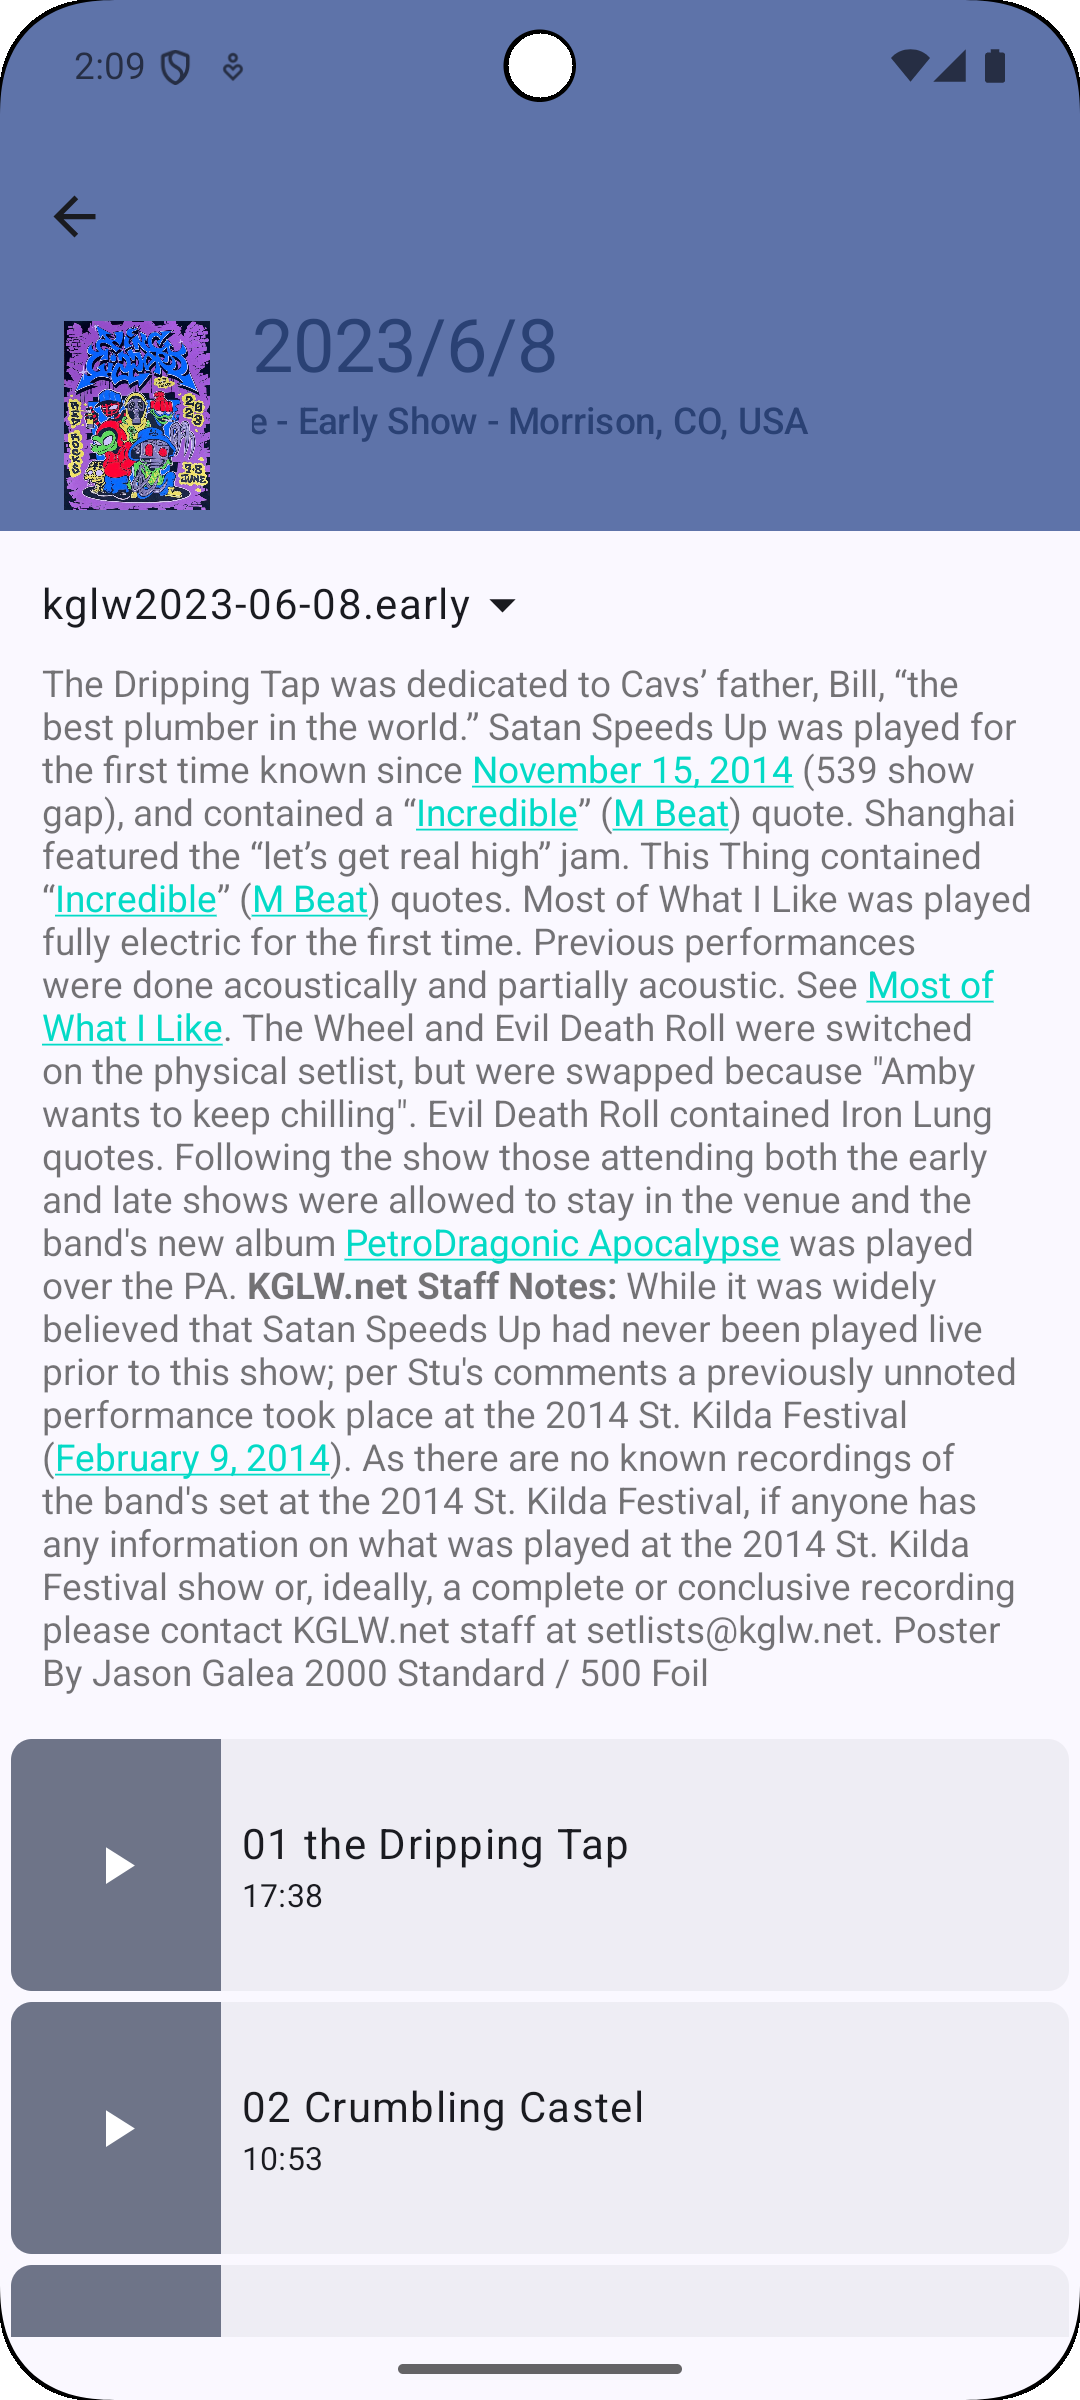 2:09
2023/6/8
e - Early Show - Morrison, CO, USA
kglw2023-06-08.early
The Dripping Tap was dedicated to Cavs’ father, Bill, “the
best plumber in the world.” Satan Speeds Up was played for
the first time known since November 15, 2014 (539 show
gap), and contained a “Incredible” (M Beat) quote. Shanghai
featured the “let’s get real high” jam. This Thing contained
“Incredible” (M Beat) quotes. Most of What I Like was played
fully electric for the first time. Previous performances
were done acoustically and partially acoustic. See Most of
What I Like. The Wheel and Evil Death Roll were switched
on the physical setlist, but were swapped because "Amby
wants to keep chilling". Evil Death Roll contained Iron Lung
quotes. Following the show those attending both the early
and late shows were allowed to stay in the venue and the
band's new album PetroDragonic Apocalypse was played
over the PA. KGLW.net Staff Notes: While it was widely
believed that Satan Speeds Up had never been played live
prior to this show; per Stu's comments a previously unnoted
performance took place at the 2014 St. Kilda Festival
(February 9, 2014). As there are no known recordings of
the band's set at the 2014 St. Kilda Festival, if anyone has
any information on what was played at the 2014 St. Kilda
Festival show or, ideally, a complete or conclusive recording
please contact KGLW.net staff at setlists@kglw.net. Poster
By Jason Galea 2000 Standard / 500 Foil
01 the Dripping Tap
17:38
02 Crumbling Castel
10:53